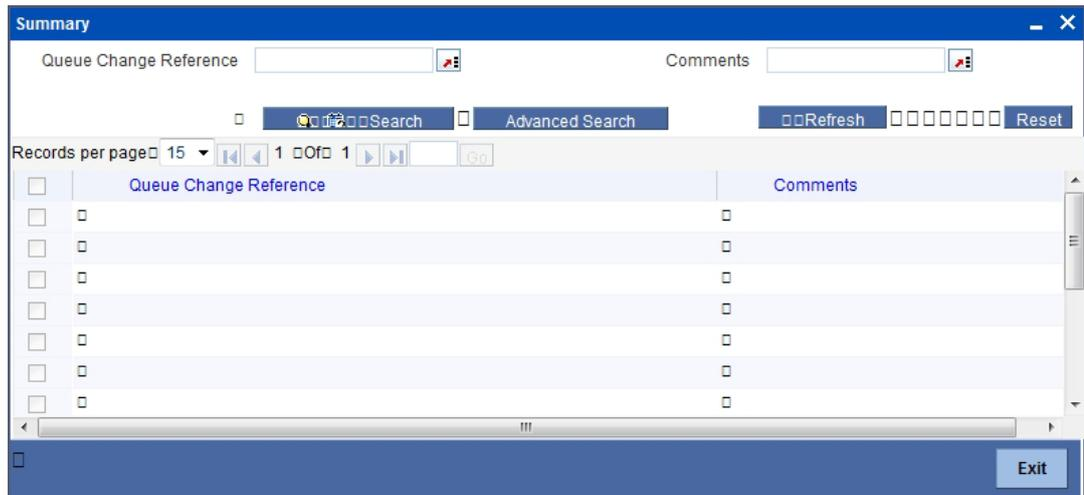 Summary
Queue Change Reference Comments
Search Advanced Search Refresh Reset
Records per page 15 1 Of 1 Go
Queue Change Reference Comments
Exit